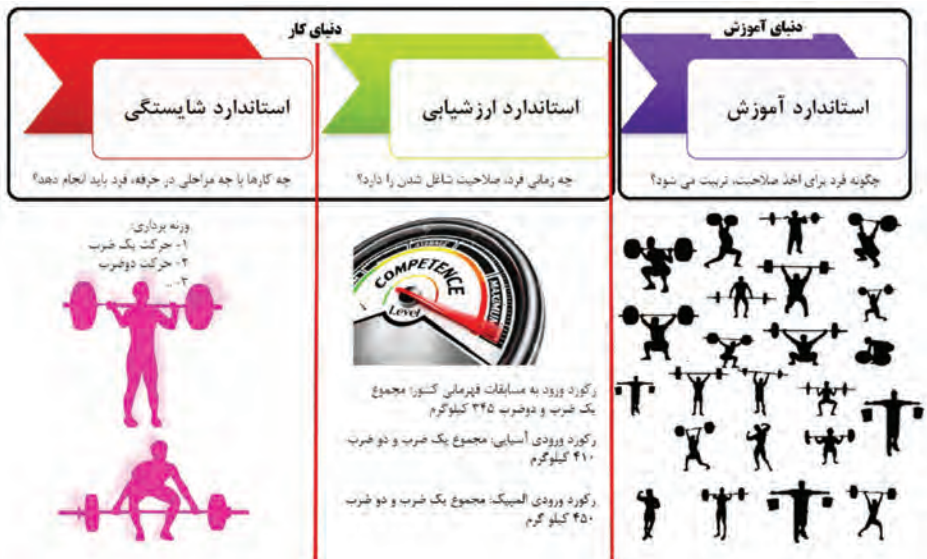 دنیای آموزش
استاندارد آموزش
چگونه فرد برای اخذ صلاحیت، تربیت می شود؟
دنیای کار
استاندارد ارزشیابی
چه زمانی فرد، صلاحیت شاغل شدن را دارد؟
استاندارد شایستگی
چه کارها با چه مراحلی در حرفه، فرد باید انجام دهد؟
AVERAGE
COMPETENCE
MAXIMUM
Level
رکورد ورود به مسابقات قهرمانی کشور: مجموع
یک ضرب و دوضرب ۳۴۵ کیلوگرم
رکورد ورودی آسیایی: مجموع یک ضرب و دو ضرب
۴۱۰ کیلوگرم
رکورد ورودی المپیک: مجموع یک ضرب و دو ضرب
۴۵۰ کیلو گرم
وزنه برداری:
۱- حرکت یک ضرب
۲- حرکت دوضرب
۳- ..